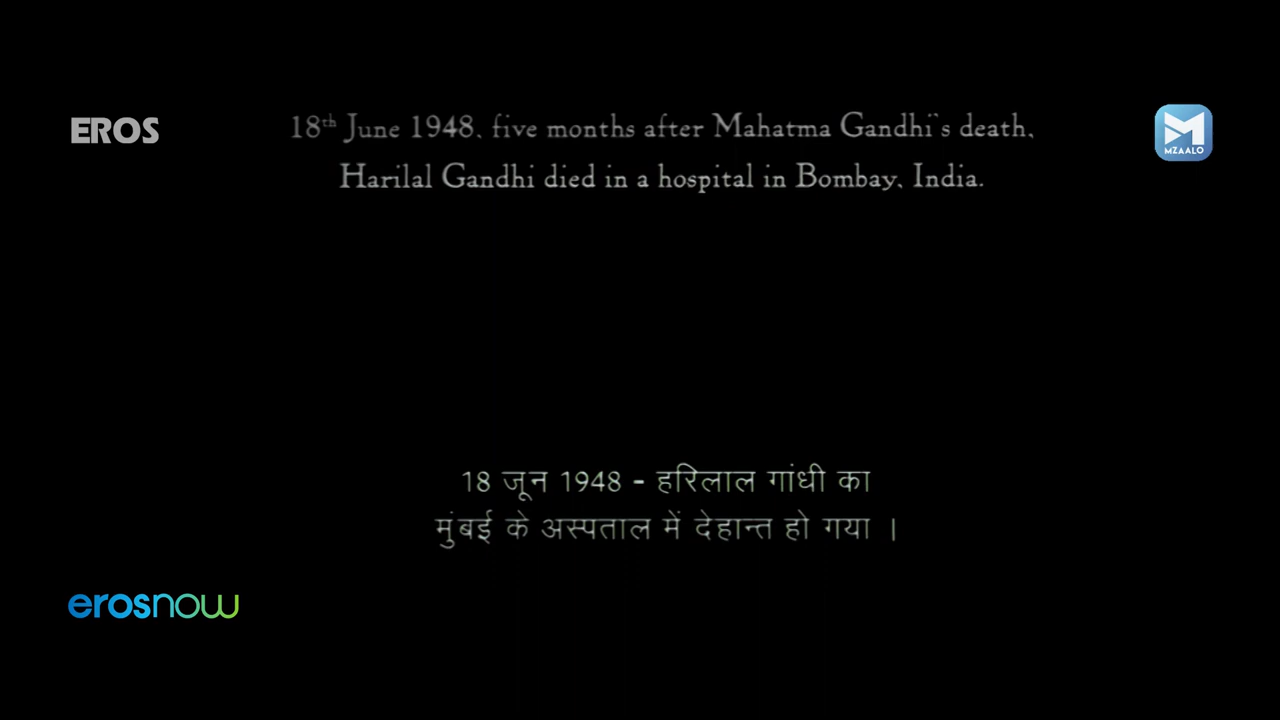 EROS
MZAALO
18th June 1948, five months after Mahatma Gandhi's death,
Harilal Gandhi died in a hospital in Bombay, India.
18 जून 1948 - हरिलाल गांधी का
मुंबई के अस्पताल में देहान्त हो गया ।
erosnow